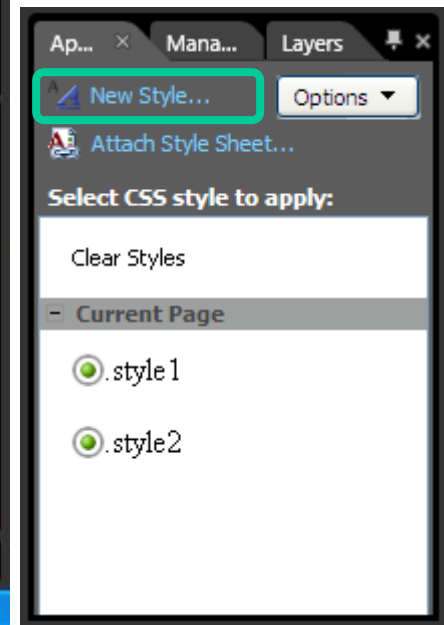 Ap... Mana... Layers
New Style... Options
Attach Style Sheet...
Select CSS style to apply:
Clear Styles
Current Page
.style1
.style2